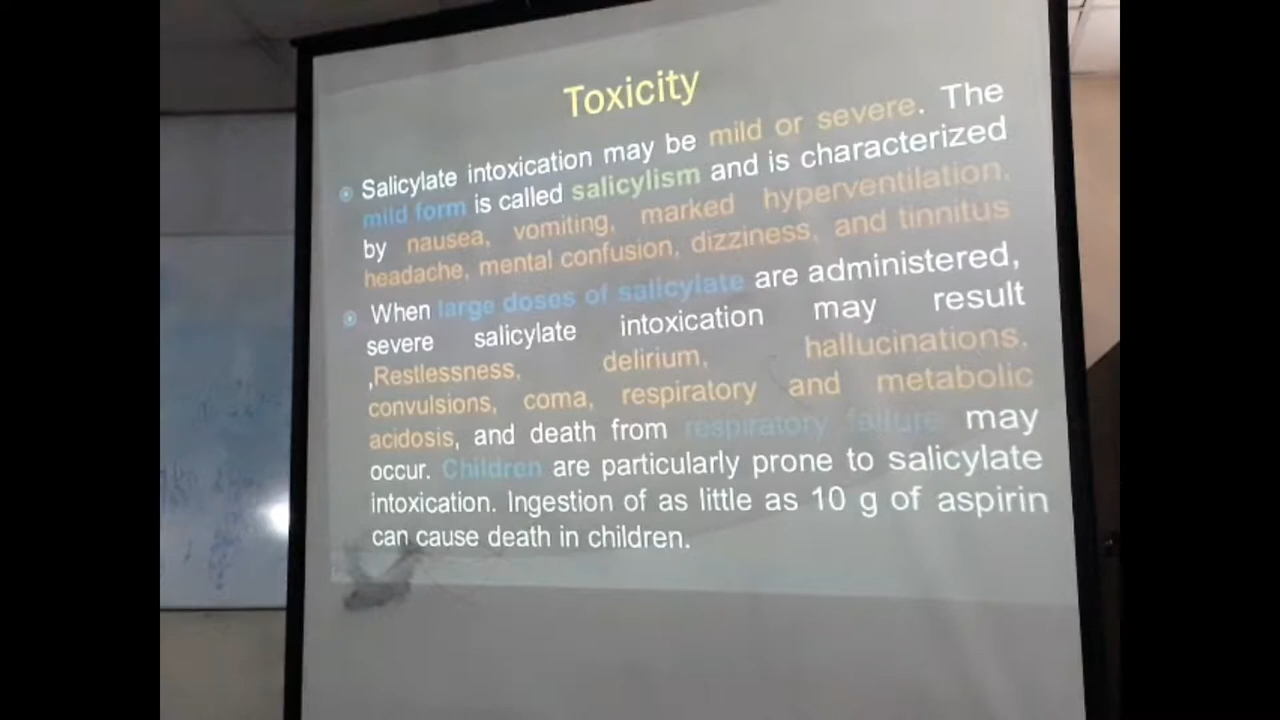 Toxicity
Salicylate intoxication may be mild or severe. The
mild form is called salicylism and is characterized
by nausea, vomiting, marked hyperventilation,
headache, mental confusion, dizziness, and tinnitus
When large doses of salicylate are administered,
severe salicylate intoxication may result
,Restlessness, delirium, hallucinations,
convulsions, coma, respiratory and metabolic
acidosis, and death from respiratory failure may
occur. Children are particularly prone to salicylate
intoxication. Ingestion of as little as 10 g of aspirin
can cause death in children.